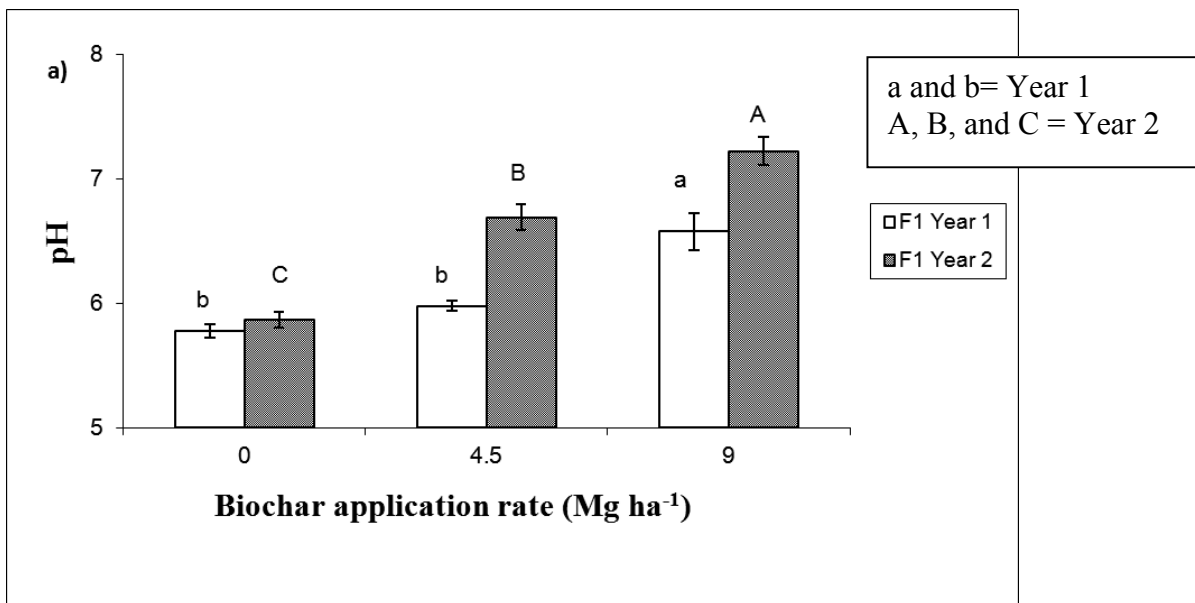 a)
8
7
6
5
pH
b
C
b
B
a
A
0
4.5
9
Biochar application rate (Mg ha⁻¹)
a and b= Year 1
A, B, and C = Year 2
F1 Year 1
F1 Year 2